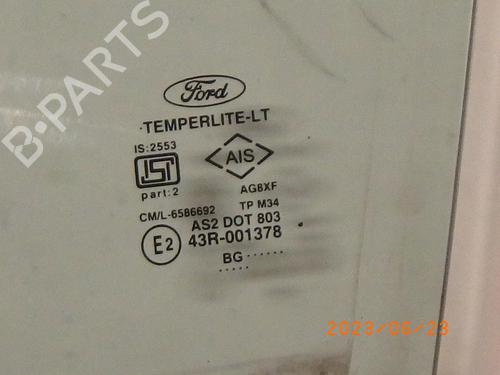 B-PARTS
Ford
·TEMPERLITE-LT
IS:2553
ISI
AIS
part:2
AG8XF
CM/L-6586692
TP M34
AS2 DOT 803
E2
43R-001378
BG ······
·····
2023/06/23